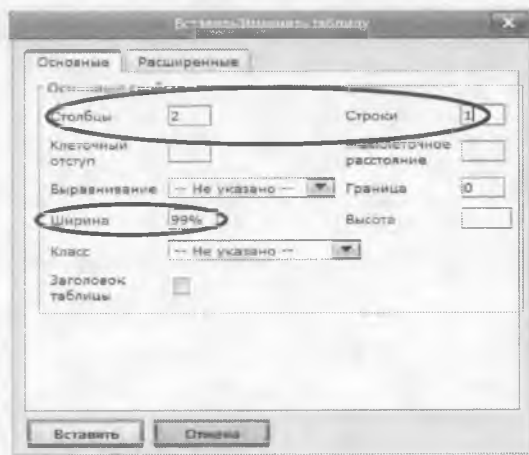 Вставить/Изменить таблицу
Основные Расширенные
Столбцы 2 Строки 1
Клеточный отступ Межклеточное расстояние
Выравнивание -- Не указано -- Граница 0
Ширина 99% Высота
Класс -- Не указано --
Заголовок таблицы
Вставить Отмена